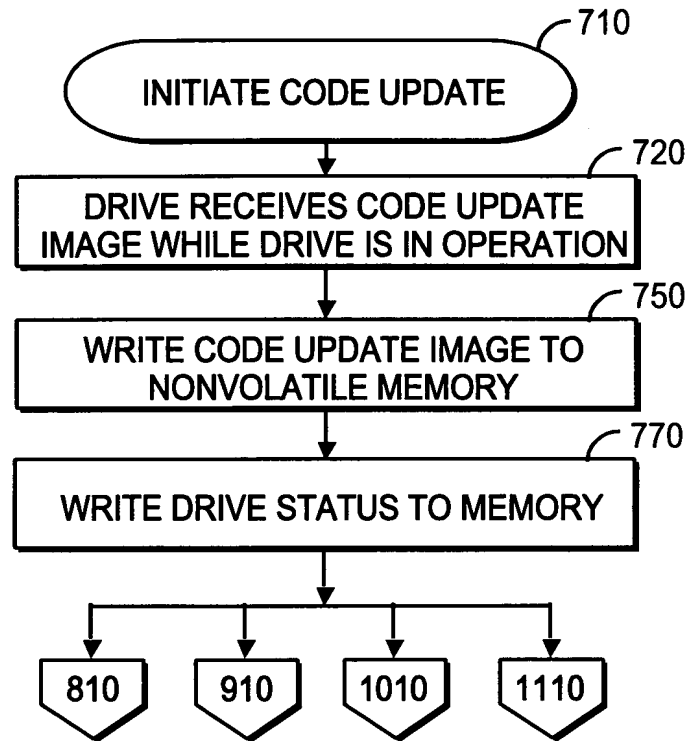 710
INITIATE CODE UPDATE
720
DRIVE RECEIVES CODE UPDATE
IMAGE WHILE DRIVE IS IN OPERATION
750
WRITE CODE UPDATE IMAGE TO
NONVOLATILE MEMORY
770
WRITE DRIVE STATUS TO MEMORY
810
910
1010
1110